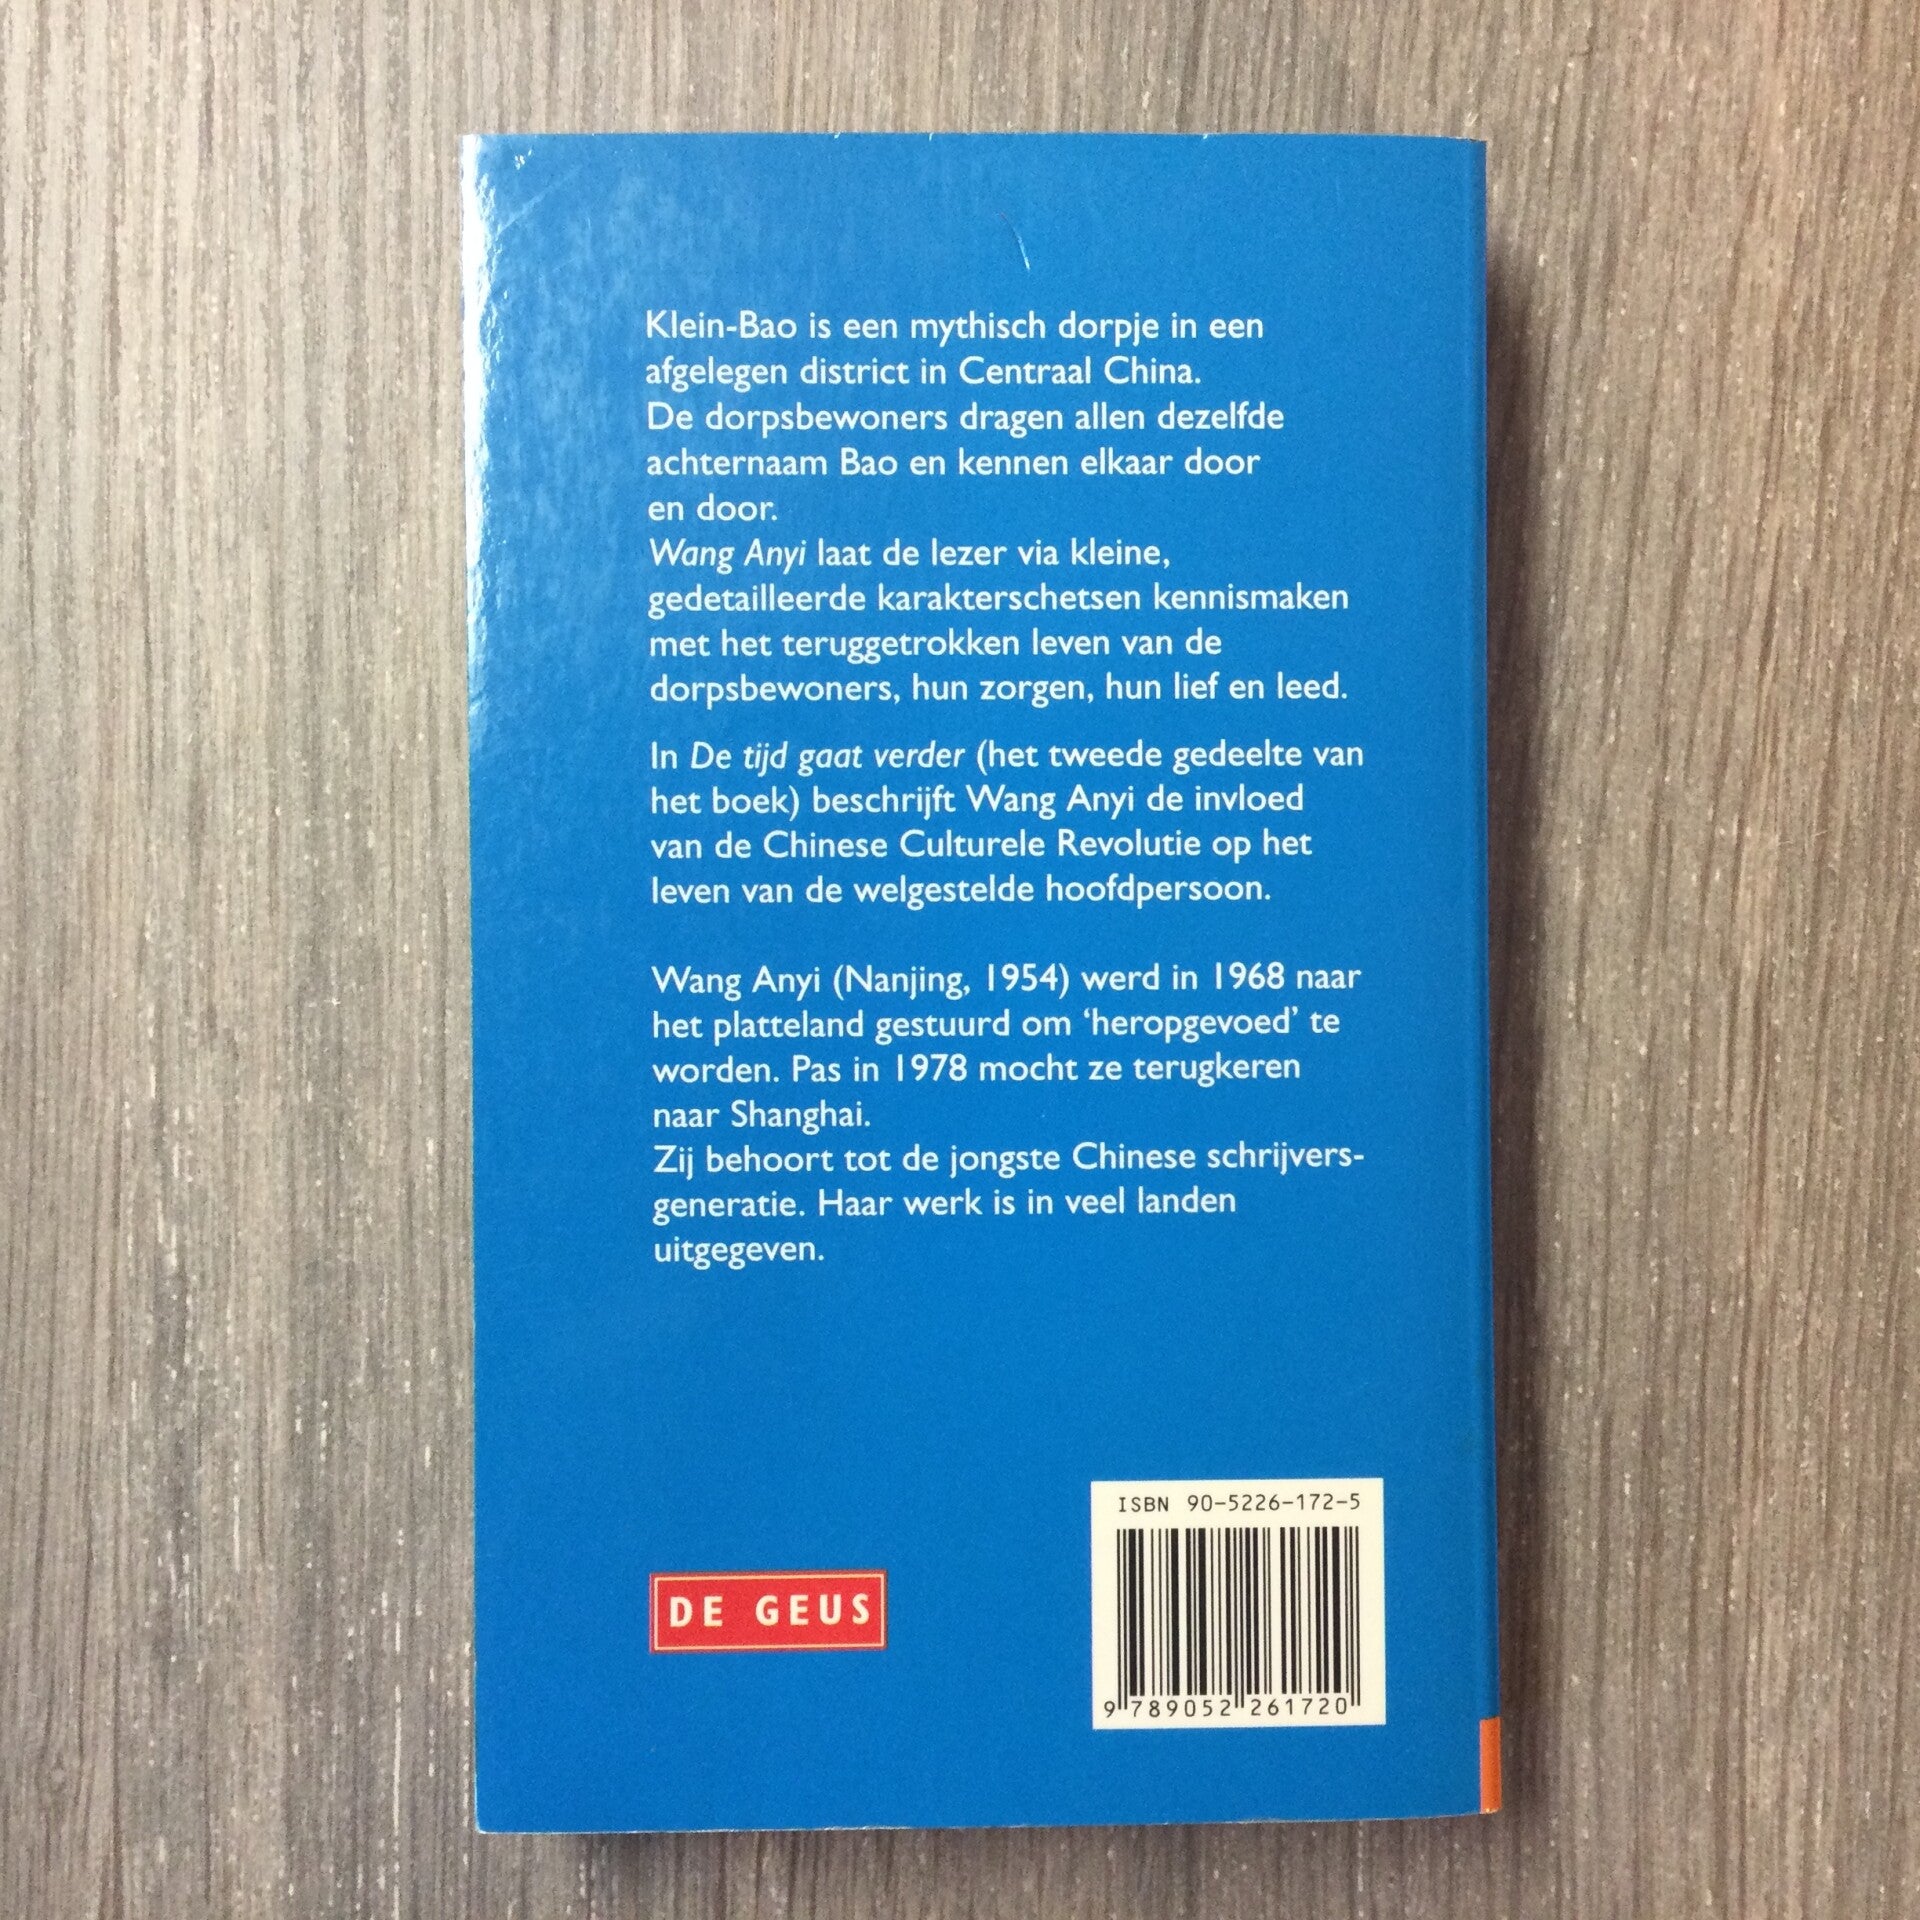 Klein-Bao is een mythisch dorpje in een
afgelegen district in Centraal China.
De dorpsbewoners dragen allen dezelfde
achternaam Bao en kennen elkaar door
en door.
Wang Anyi laat de lezer via kleine,
gedetailleerde karakterschetsen kennismaken
met het teruggetrokken leven van de
dorpsbewoners, hun zorgen, hun lief en leed.
In De tijd gaat verder (het tweede gedeelte van
het boek) beschrijft Wang Anyi de invloed
van de Chinese Culturele Revolutie op het
leven van de welgestelde hoofdpersoon.
Wang Anyi (Nanjing, 1954) werd in 1968 naar
het platteland gestuurd om ‘heropgevoed’ te
worden. Pas in 1978 mocht ze terugkeren
naar Shanghai.
Zij behoort tot de jongste Chinese schrijvers-
generatie. Haar werk is in veel landen
uitgegeven.
ISBN 90-5226-172-5
DE GEUS
9 789052 261720